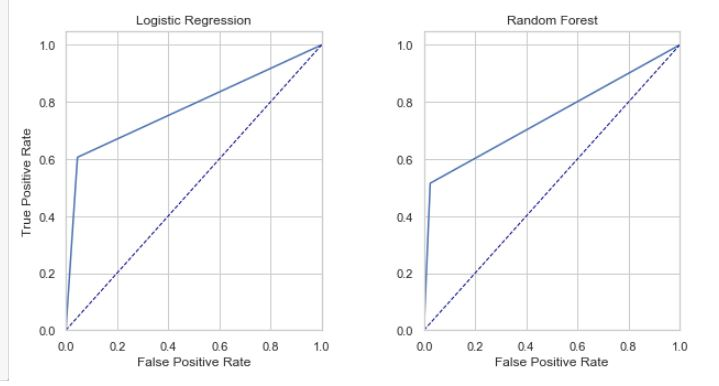 Logistic Regression
1.0
0.8
0.6
0.4
0.2
0.0
True Positive Rate
0.0 0.2 0.4 0.6 0.8 1.0
False Positive Rate
Random Forest
1.0
0.8
0.6
0.4
0.2
0.0
0.0 0.2 0.4 0.6 0.8 1.0
False Positive Rate